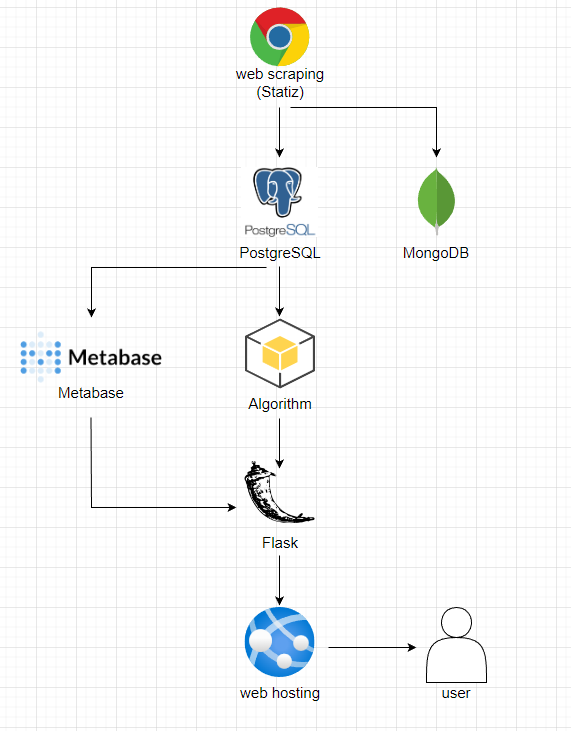 web scraping
(Statiz)
PostgreSQL
PostgreSQL
MongoDB
Metabase
Metabase
Algorithm
Flask
web hosting
user